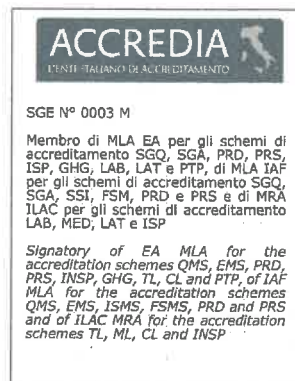 ACCREDIA
L'ENTE ITALIANO DI ACCREDITAMENTO
SGE N° 0003 M
Membro di MLA EA per gli schemi di
accreditamento SGQ, SGA, PRD, PRS,
ISP, GHG, LAB, LAT e PTP, di MLA IAF
per gli schemi di accreditamento SGQ,
SGA, SSI, FSM, PRD e PRS e di MRA
ILAC per gli schemi di accreditamento
LAB, MED, LAT e ISP
Signatory of EA MLA for the
accreditation schemes QMS, EMS, PRD,
PRS, INSP, GHG, TL, CL and PTP, of IAF
MLA for the accreditation schemes
QMS, EMS, ISMS, FSMS, PRD and PRS
and of ILAC MRA for the accreditation
schemes TL, ML, CL and INSP